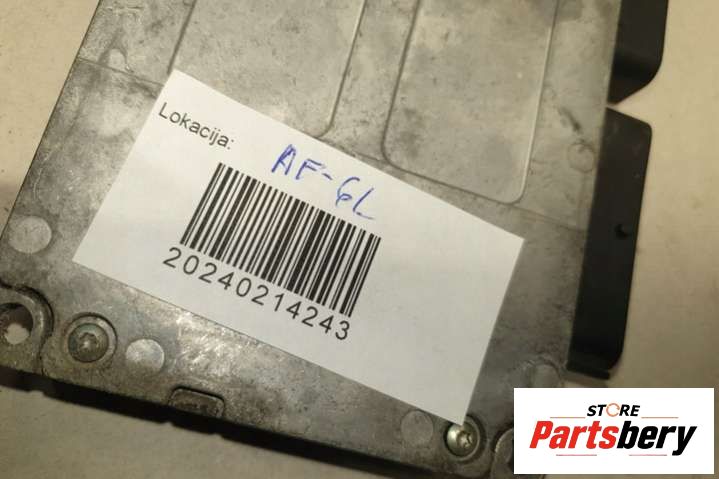 Lokacija:
AF-6L
20240214243
STORE
Partsbery